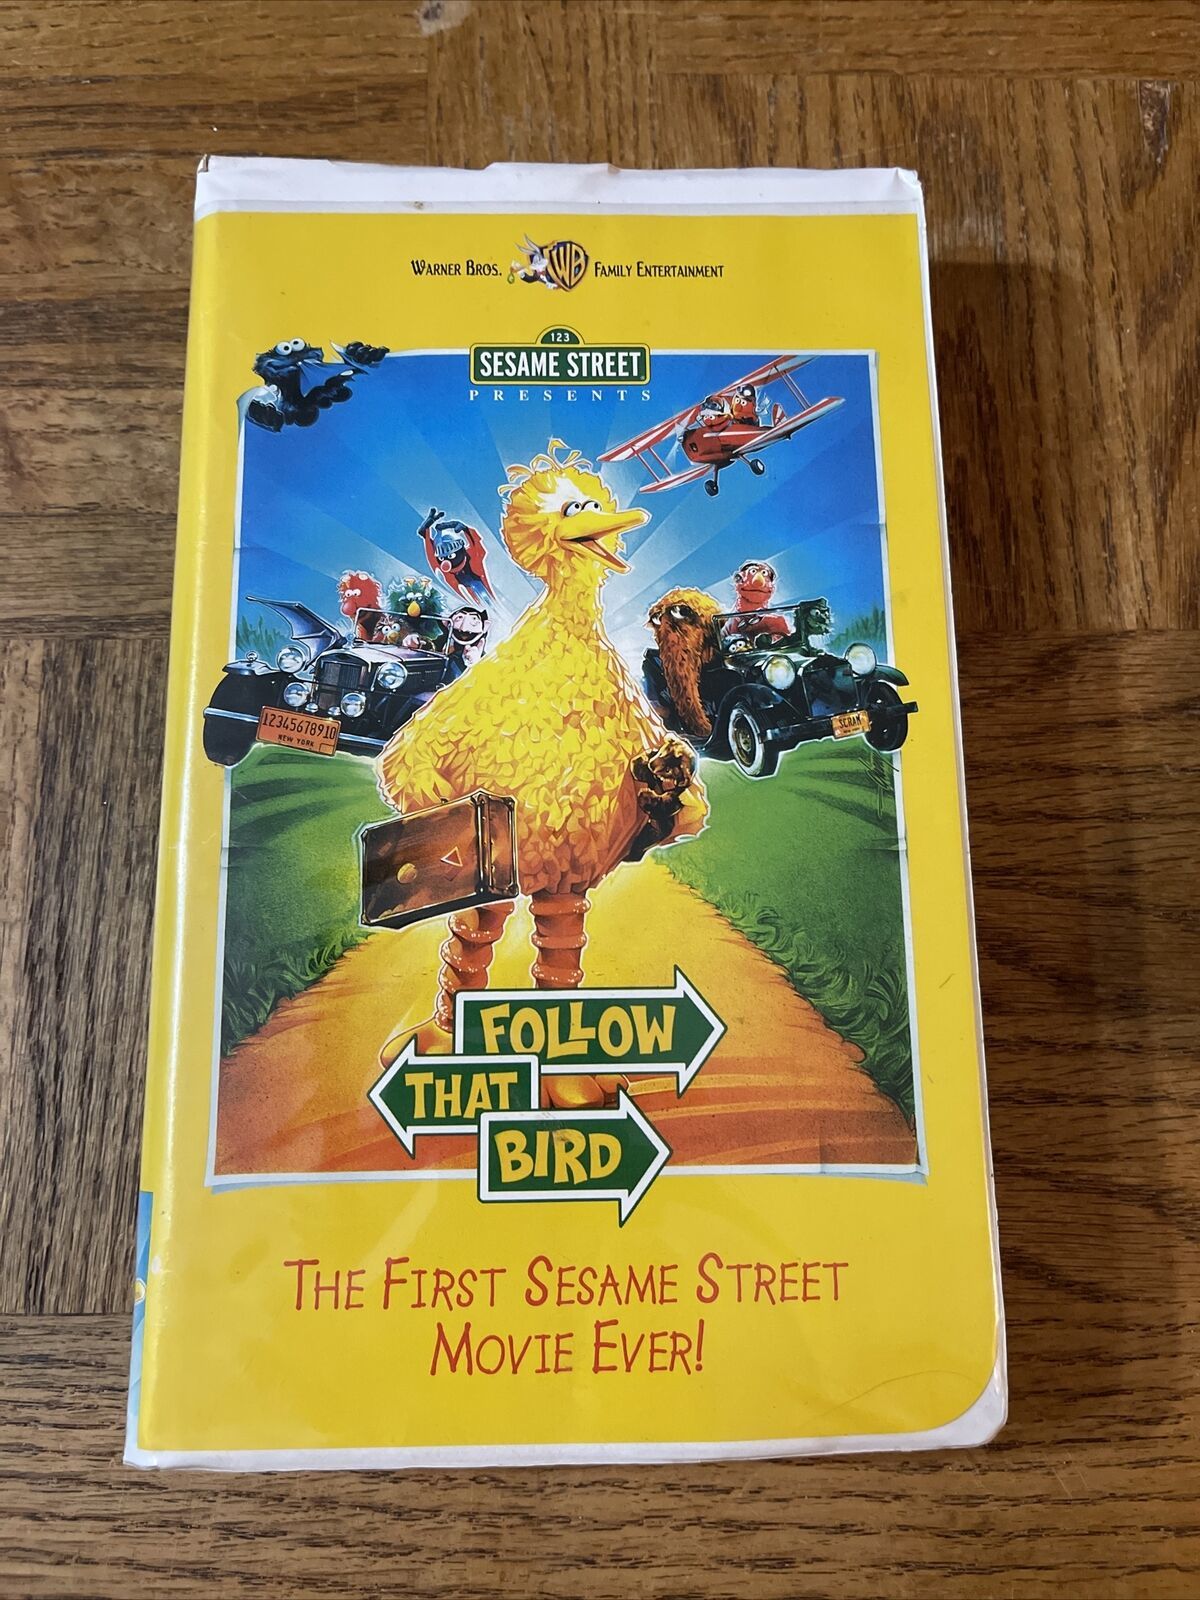 WARNER BROS. WB FAMILY ENTERTAINMENT
123
SESAME STREET
PRESENTS
12345678910
NEW YORK
SCRAM
FOLLOW
THAT
BIRD
THE FIRST SESAME STREET
MOVIE EVER!